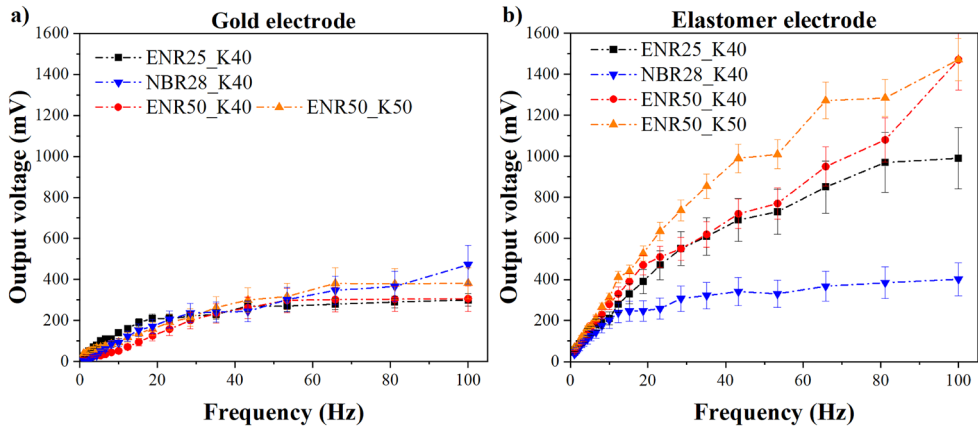 a)
Gold electrode
1600
1400
1200
1000
800
600
400
200
0
ENR25_K40
NBR28_K40
ENR50_K40 ENR50_K50
Output voltage (mV)
0 20 40 60 80 100
Frequency (Hz)
b)
Elastomer electrode
1600
1400
1200
1000
800
600
400
200
0
ENR25_K40
NBR28_K40
ENR50_K40
ENR50_K50
Output voltage (mV)
0 20 40 60 80 100
Frequency (Hz)